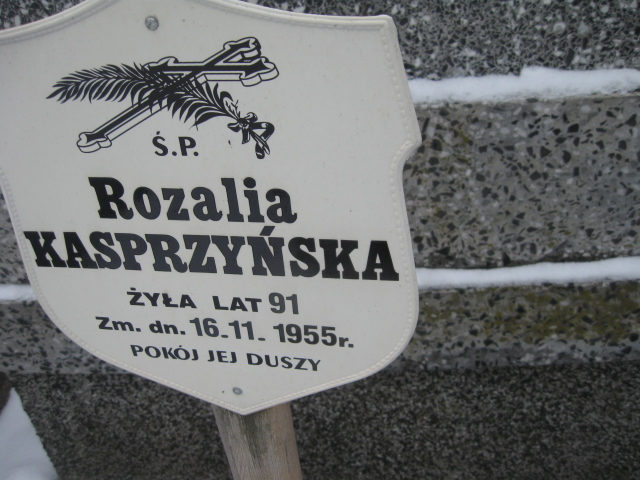 Ś.P.
Rozalia
KASPRZYŃSKA
ŻYŁA LAT 91
Zm. dn. 16.11. 1955r.
POKÓJ JEJ DUSZY